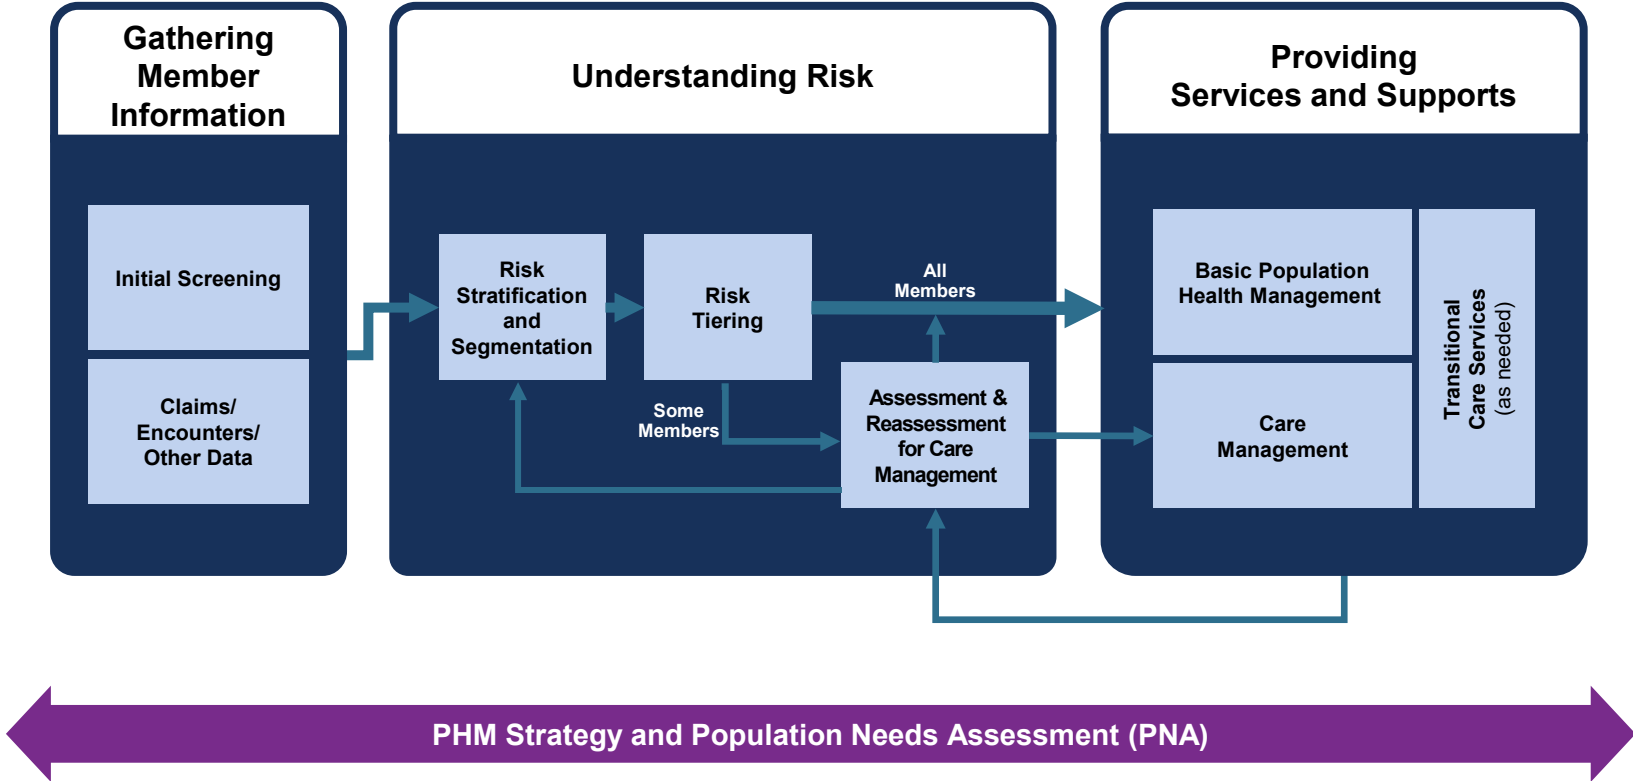 Gathering
Member
Information
Initial Screening
Claims/
Encounters/
Other Data
Understanding Risk
Risk
Stratification
and
Segmentation
Risk
Tiering
All
Members
Some
Members
Assessment &
Reassessment
for Care
Management
Providing
Services and Supports
Basic Population
Health Management
Care
Management
Transitional
Care Services
(as needed)
PHM Strategy and Population Needs Assessment (PNA)